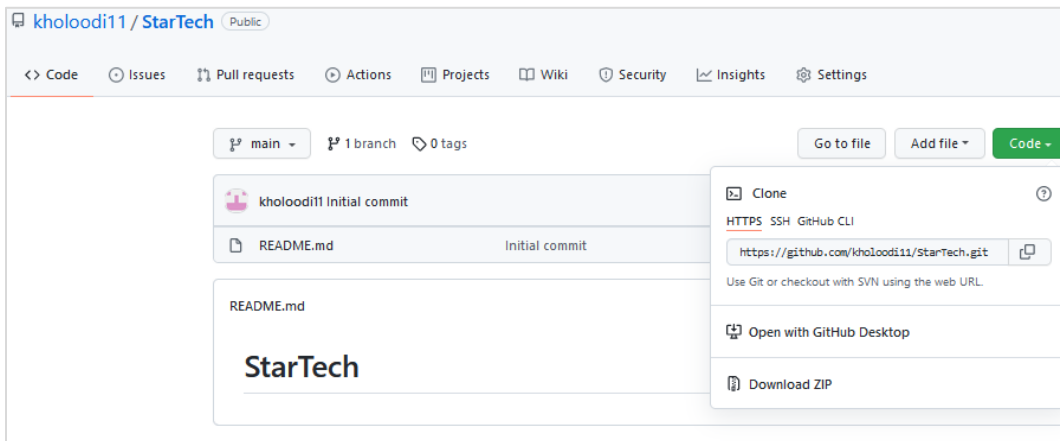 kholoodi11 / StarTech Public
<> Code Issues Pull requests Actions Projects Wiki Security Insights Settings
main 1 branch 0 tags Go to file Add file Code
kholoodi11 Initial commit
README.md Initial commit
Clone
HTTPS SSH GitHub CLI
https://github.com/kholoodi11/StarTech.git
Use Git or checkout with SVN using the web URL.
Open with GitHub Desktop
Download ZIP
README.md
StarTech